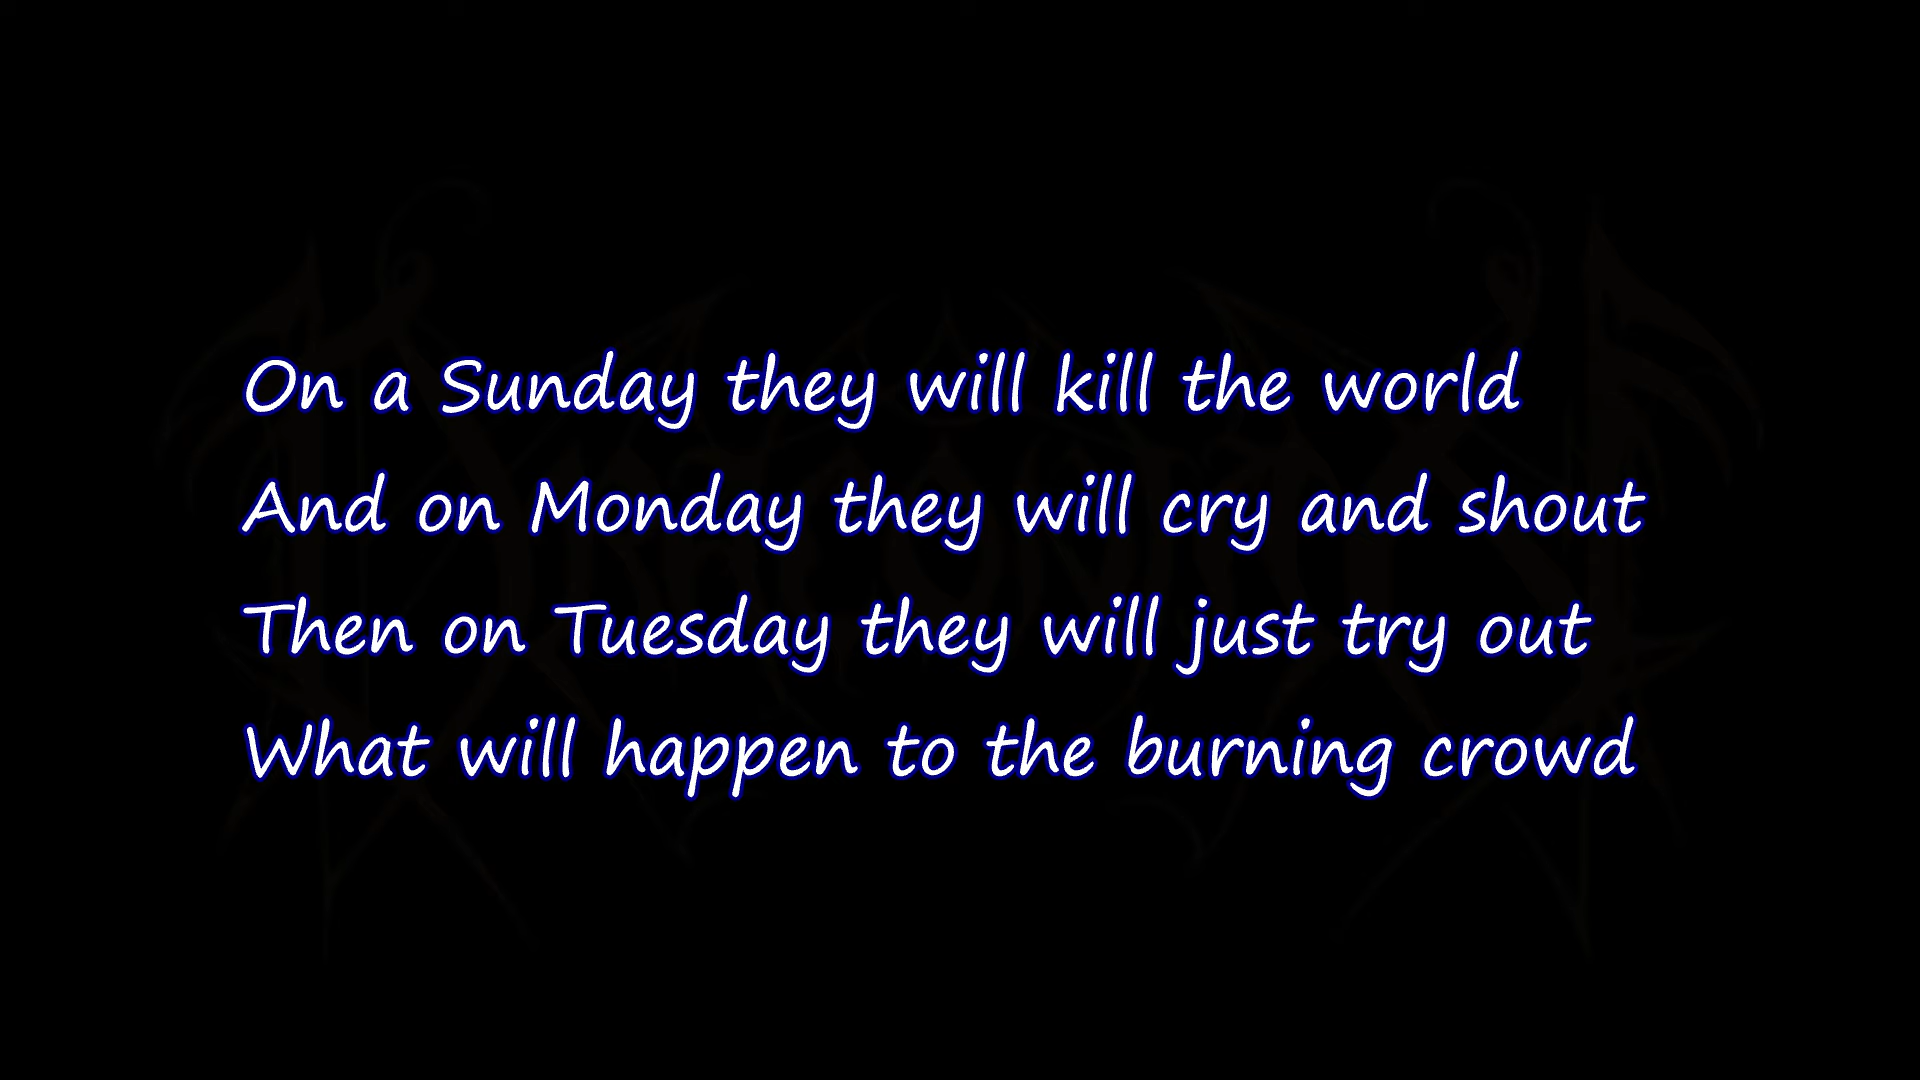 On a Sunday they will kill the world
And on Monday they will cry and shout
Then on Tuesday they will just try out
What will happen to the burning crowd